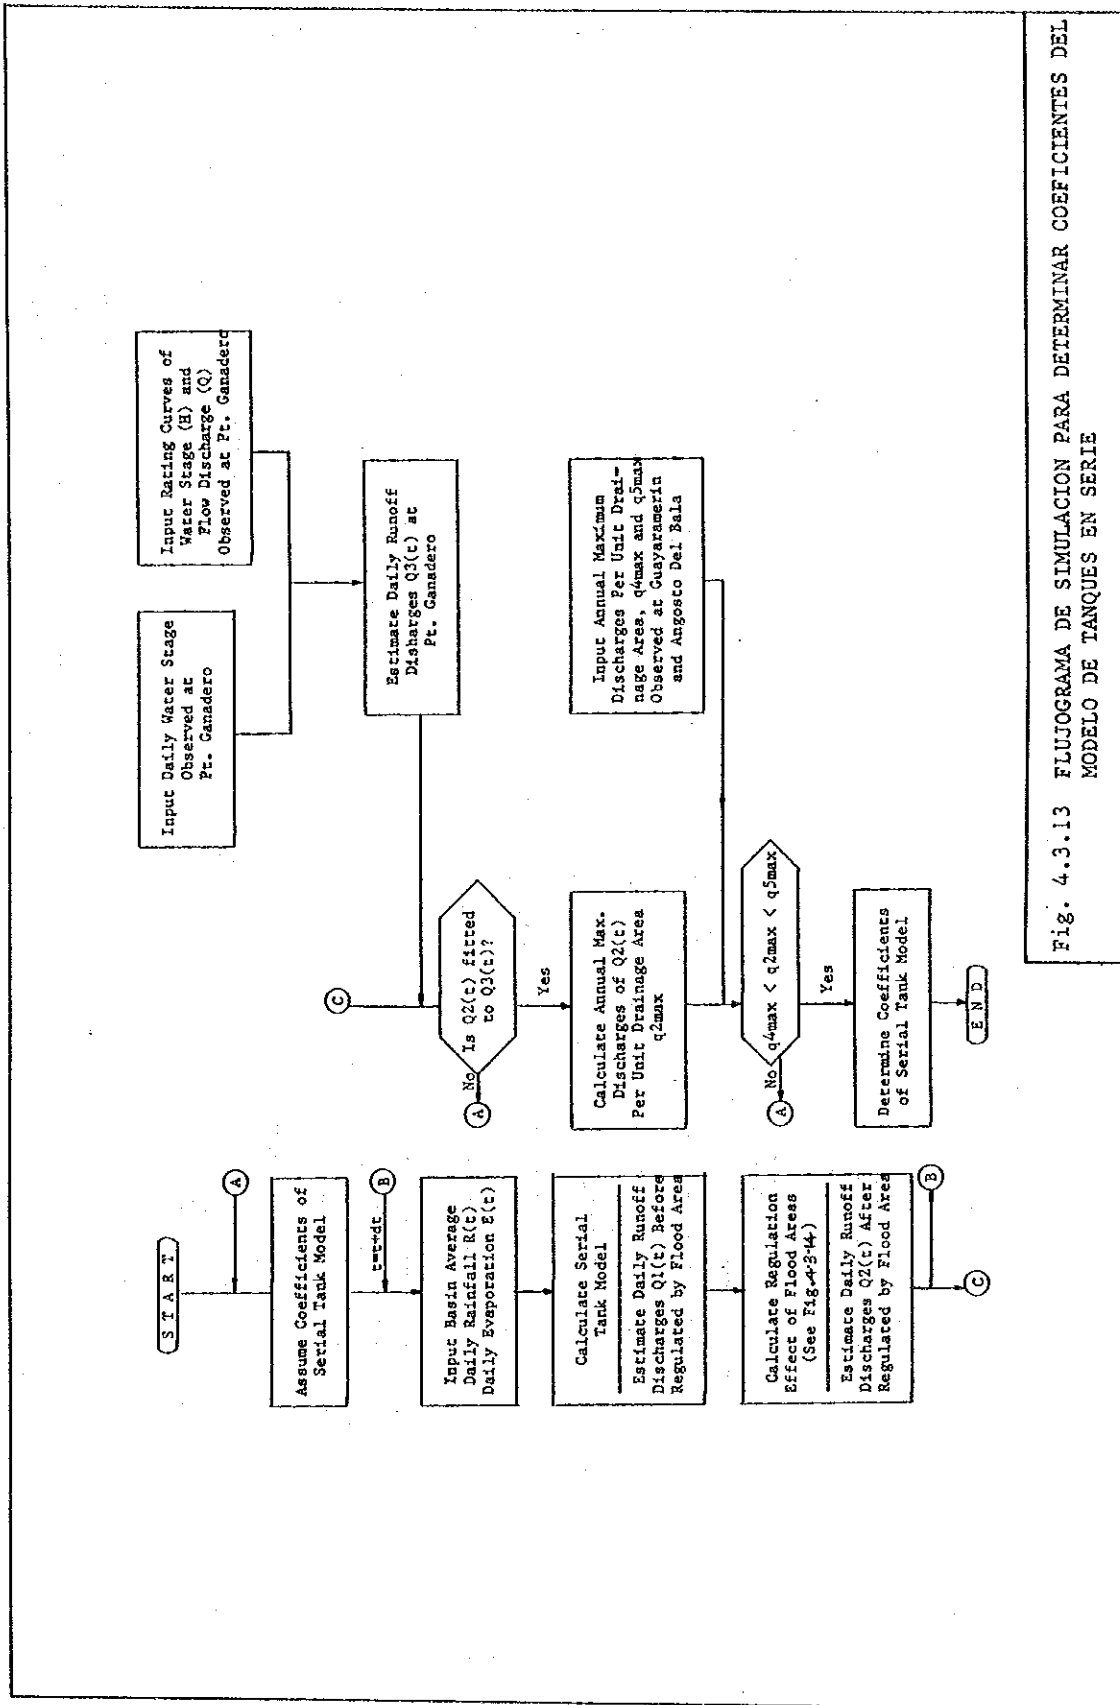 S T A R T
A
Assume Coefficients of
Serial Tank Model
t=t+dt
B
Input Basin Average
Daily Rainfall R(t)
Daily Evaporation E(t)
Calculate Serial
Tank Model
Estimate Daily Runoff
Discharges Q1(t) Before
Regulated by Flood Area
Calculate Regulation
Effect of Flood Areas
(See Fig.4-3-14)
Estimate Daily Runoff
Discharges Q2(t) After
Regulated by Flood Area
B
C
C
Is Q2(t) fitted
to Q3(t)?
No
A
Yes
Calculate Annual Max.
Discharges of Q2(t)
Per Unit Drainage Area
q2max
q4max < q2max < q5max
No
A
Yes
Determine Coefficients
of Serial Tank Model
E N D
Input Daily Water Stage
Observed at
Pt. Ganadero
Input Rating Curves of
Water Stage (H) and
Flow Discharge (Q)
Observed at Pt. Ganadero
Estimate Daily Runoff
Disharges Q3(t) at
Pt. Ganadero
Input Annual Maximum
Discharges Per Unit Drai-
nage Area, q4max and q5max
Observed at Guayaramerin
and Angosto Del Bala
Fig. 4.3.13 FLUJOGRAMA DE SIMULACION PARA DETERMINAR COEFICIENTES DEL
MODELO DE TANQUES EN SERIE